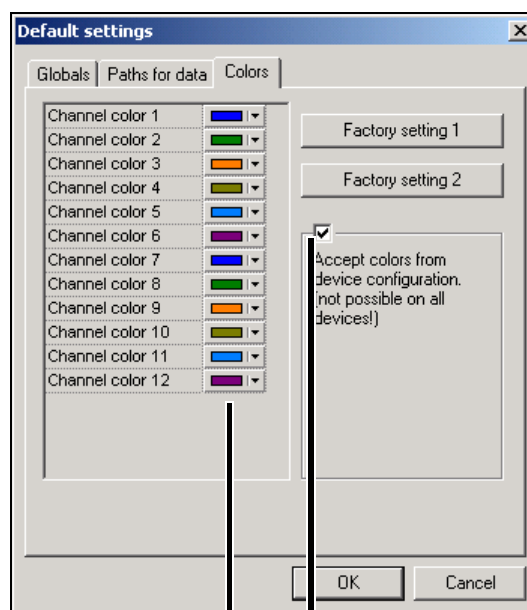 Default settings
Globals
Paths for data
Colors
Channel color 1
Channel color 2
Channel color 3
Channel color 4
Channel color 5
Channel color 6
Channel color 7
Channel color 8
Channel color 9
Channel color 10
Channel color 11
Channel color 12
Factory setting 1
Factory setting 2
Accept colors from
device configuration.
(not possible on all
devices!)
OK
Cancel